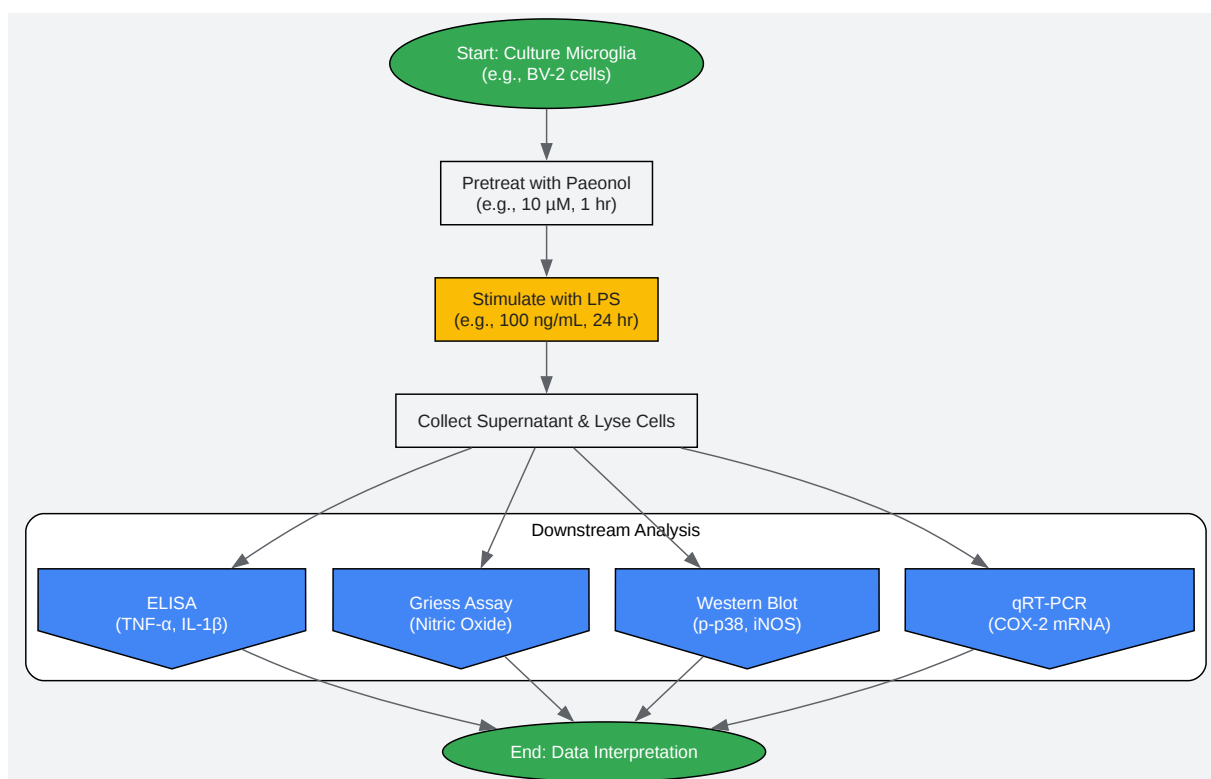 Start: Culture Microglia
(e.g., BV-2 cells)
Pretreat with Paeonol
(e.g., 10 µM, 1 hr)
Stimulate with LPS
(e.g., 100 ng/mL, 24 hr)
Collect Supernatant & Lyse Cells
Downstream Analysis
ELISA
(TNF-α, IL-1β)
Griess Assay
(Nitric Oxide)
Western Blot
(p-p38, iNOS)
qRT-PCR
(COX-2 mRNA)
End: Data Interpretation